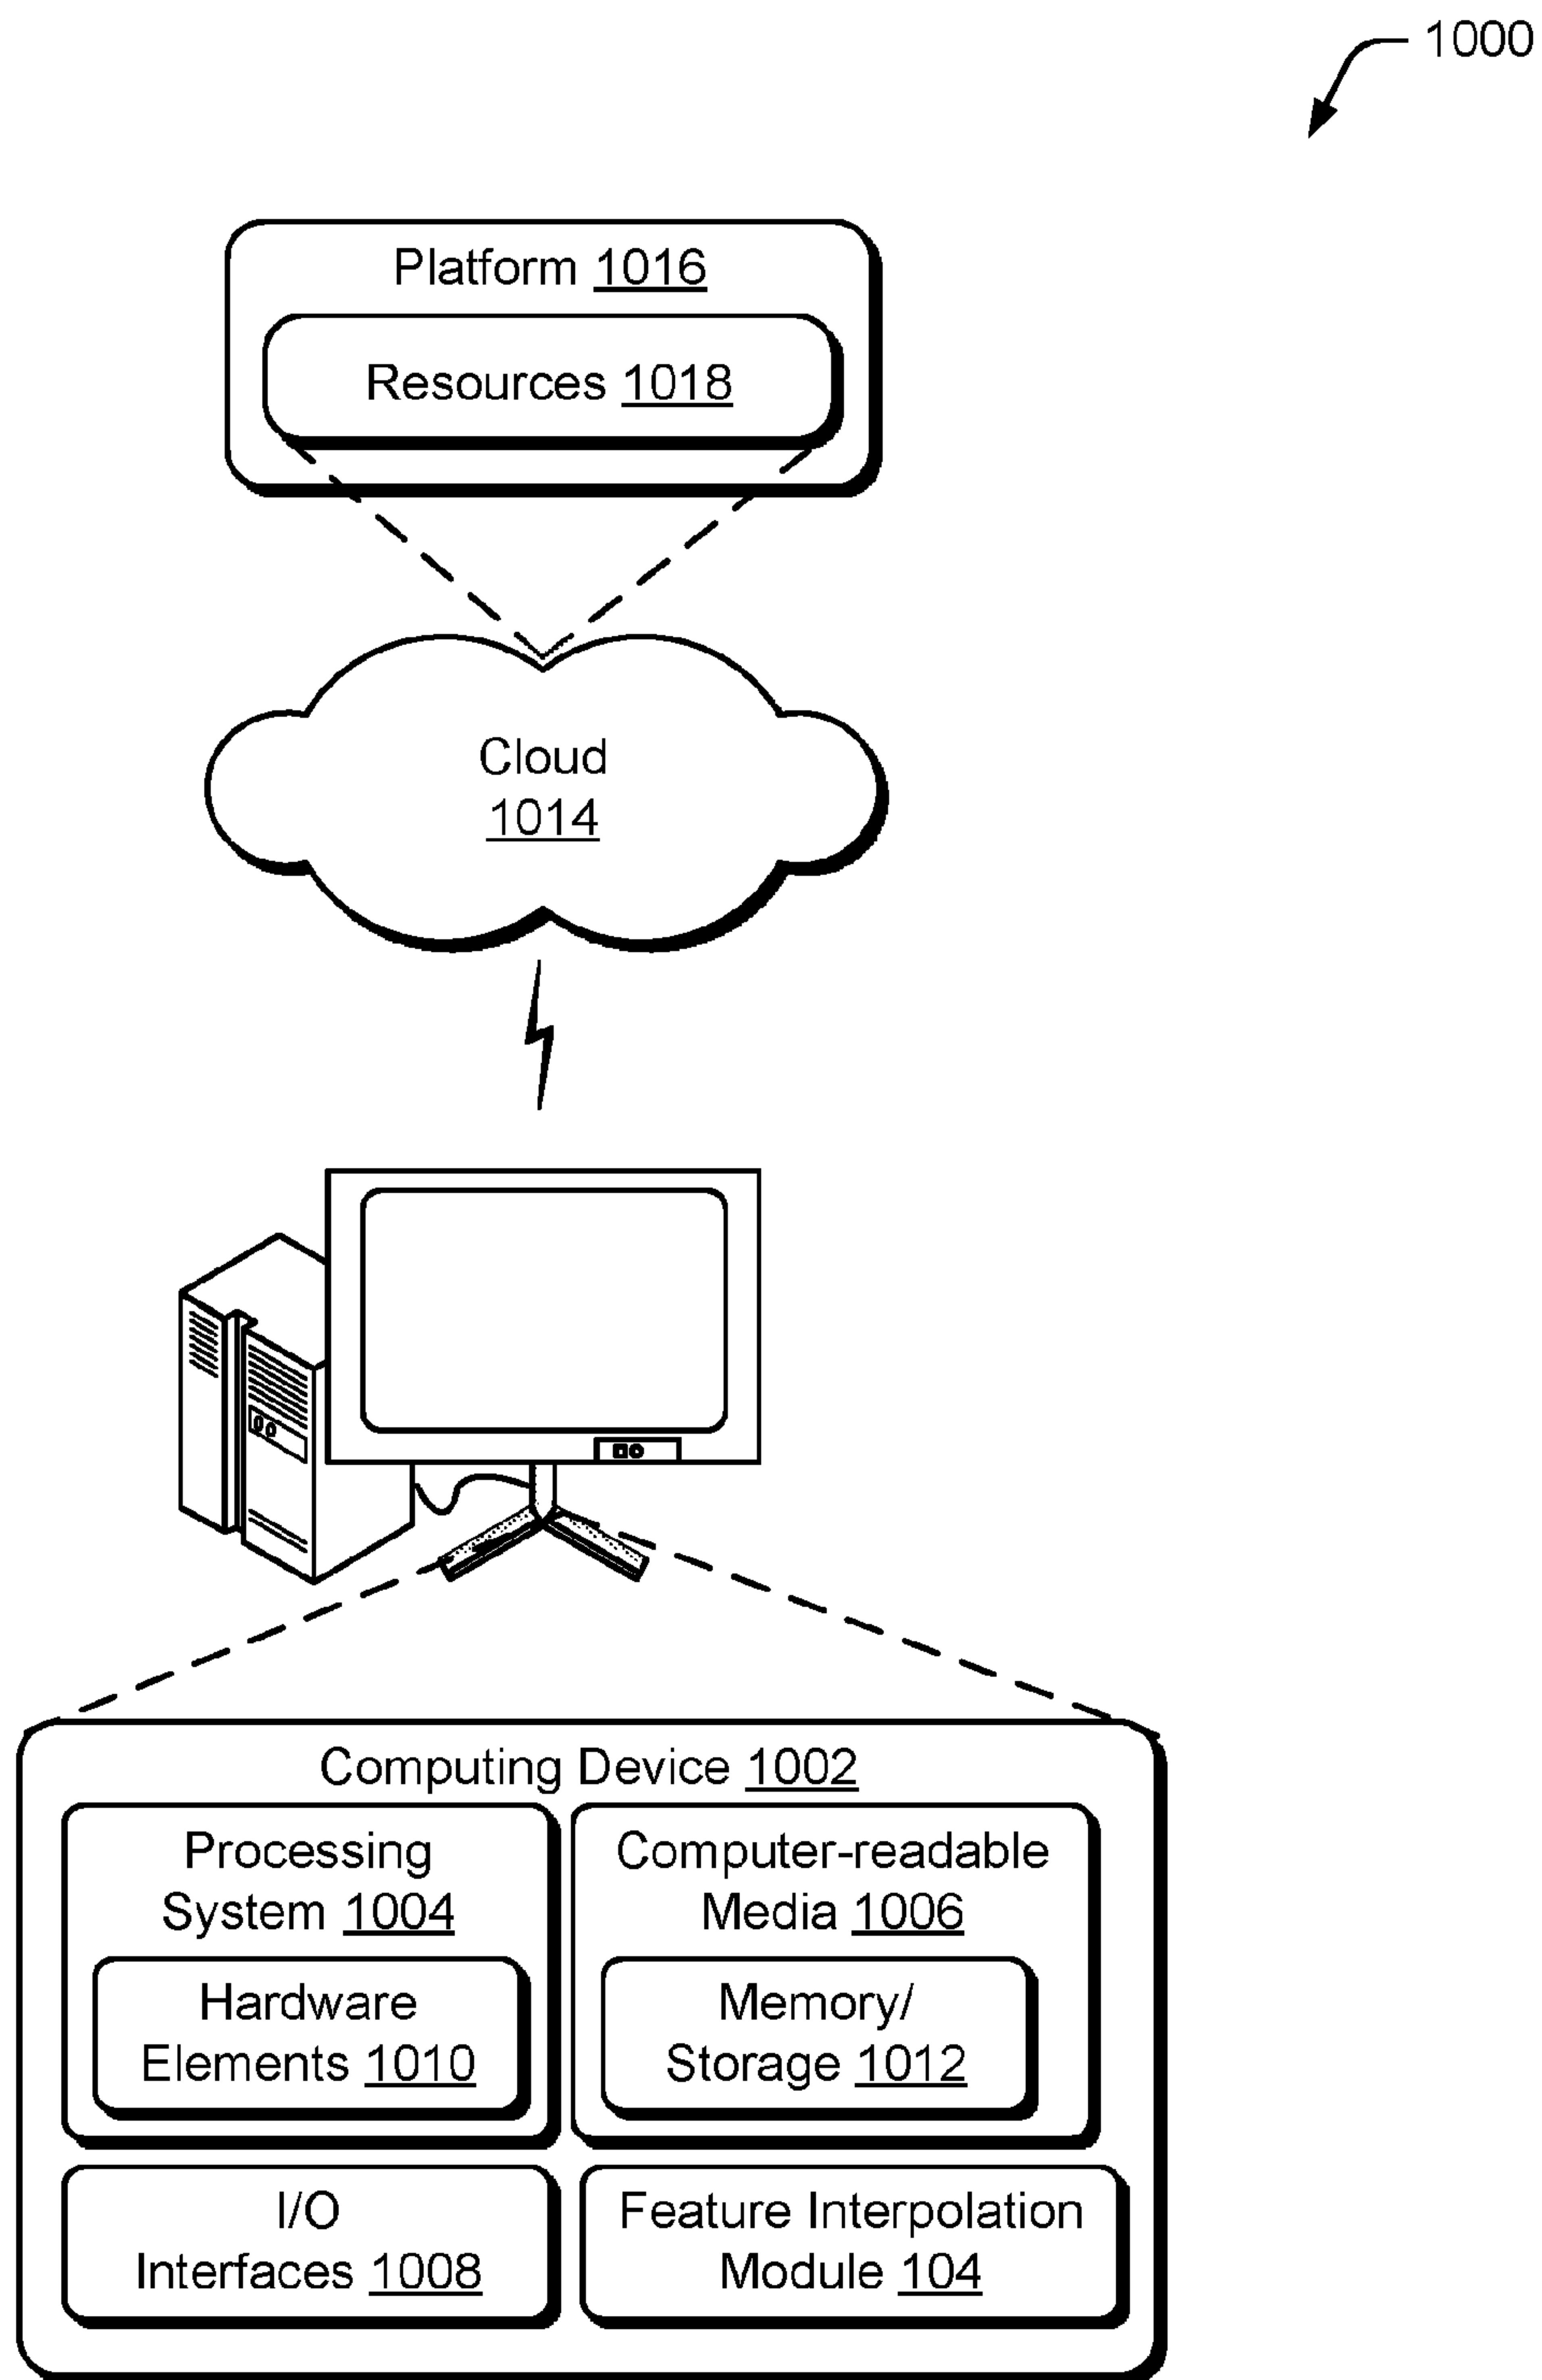 1000
Platform 1016
Resources 1018
Cloud
1014
Computing Device 1002
Processing
System 1004
Hardware
Elements 1010
Computer-readable
Media 1006
Memory/
Storage 1012
I/O
Interfaces 1008
Feature Interpolation
Module 104